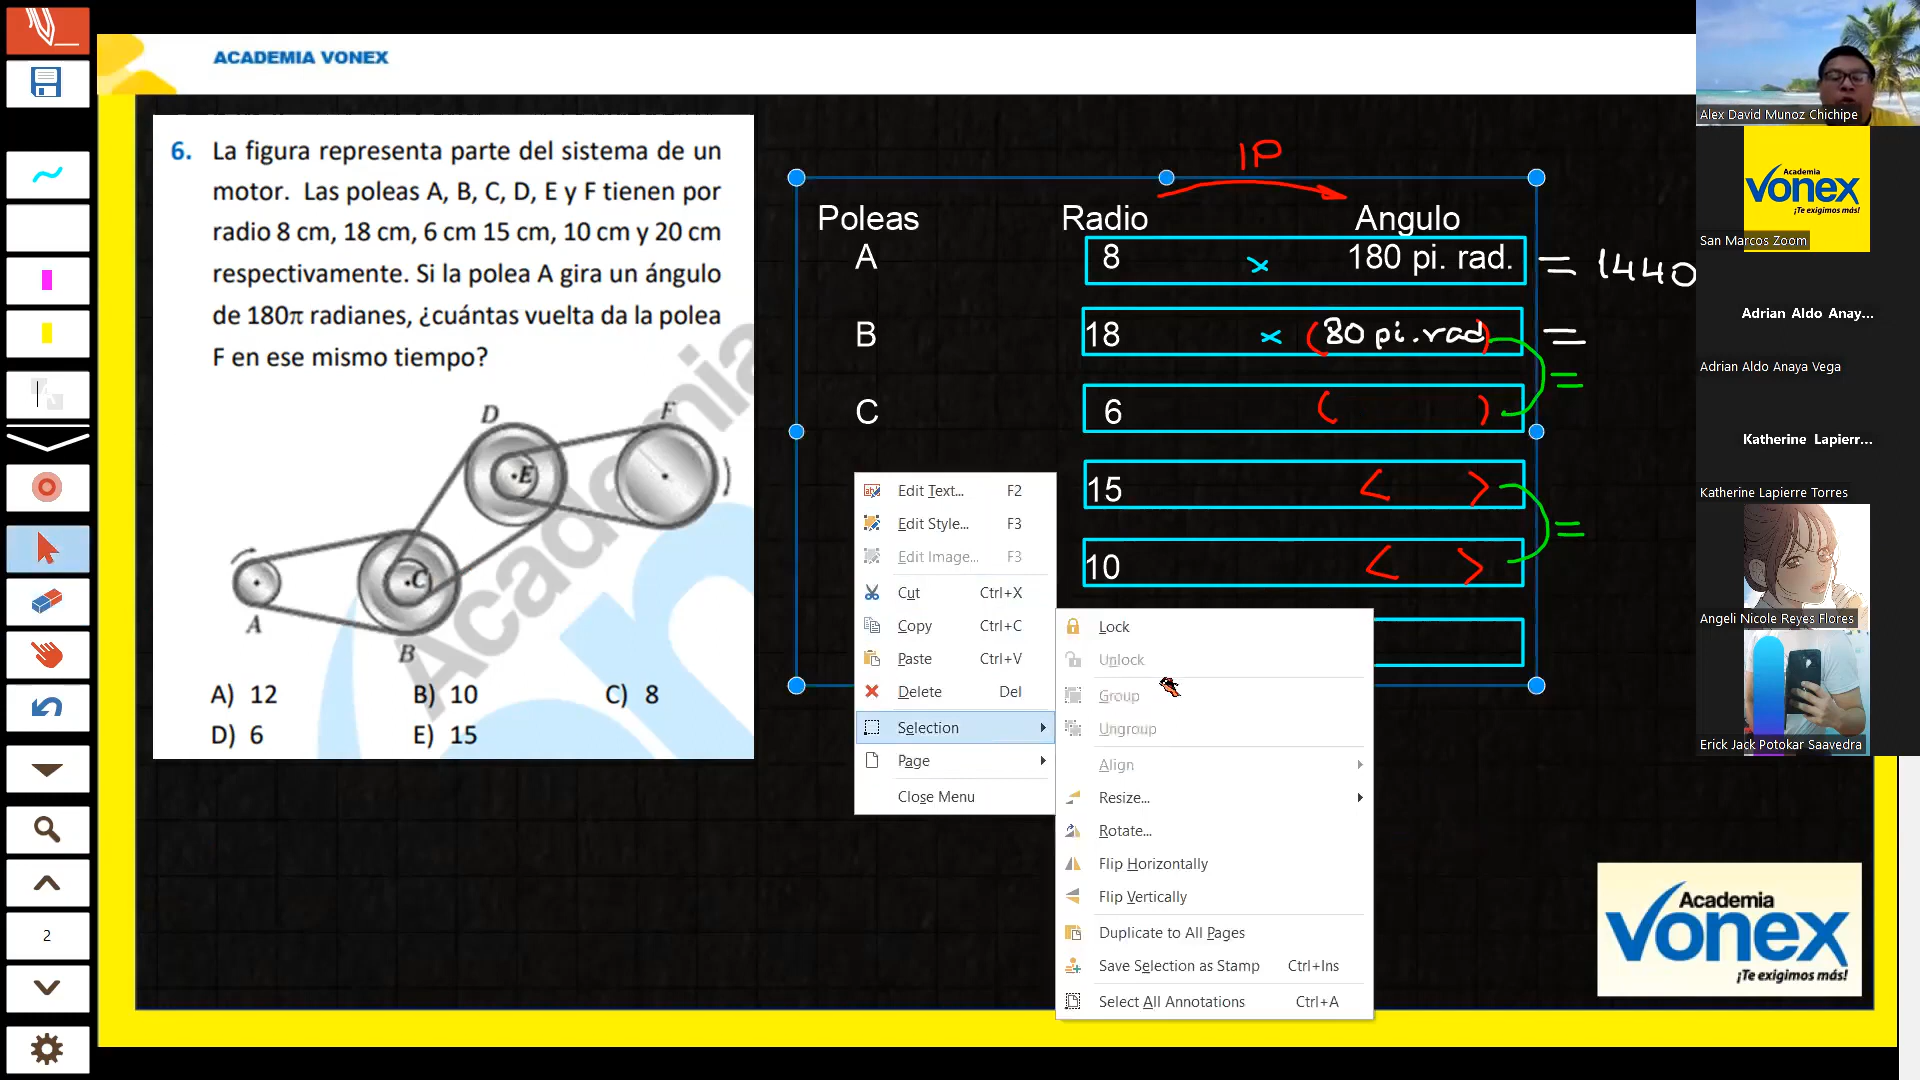 ACADEMIA VONEX
6. La figura representa parte del sistema de un
motor. Las poleas A, B, C, D, E y F tienen por
radio 8 cm, 18 cm, 6 cm 15 cm, 10 cm y 20 cm
respectivamente. Si la polea A gira un ángulo
de 180π radianes, ¿cuántas vuelta da la polea
F en ese mismo tiempo?
D
F
E
C
A
B
A) 12 B) 10 C) 8
D) 6 E) 15
Academia
IP
Poleas Radio Angulo
A 8 x 180 pi. rad. = 1440
B 18 x (80 pi.rad) =
=
C 6 ( )
15 < >
=
10 < >
Edit Text... F2
Edit Style... F3
Edit Image... F3
Cut Ctrl+X
Copy Ctrl+C
Paste Ctrl+V
Delete Del
Selection
Page
Close Menu
Lock
Unlock
Group
Ungroup
Align
Resize...
Rotate...
Flip Horizontally
Flip Vertically
Duplicate to All Pages
Save Selection as Stamp Ctrl+Ins
Select All Annotations Ctrl+A
2
Alex David Munoz Chichipe
Academia
Vonex
¡Te exigimos más!
San Marcos Zoom
Adrian Aldo Anay...
Adrian Aldo Anaya Vega
Katherine Lapierr...
Katherine Lapierre Torres
Angeli Nicole Reyes Flores
Erick Jack Potokar Saavedra
Academia
Vonex
¡Te exigimos más!